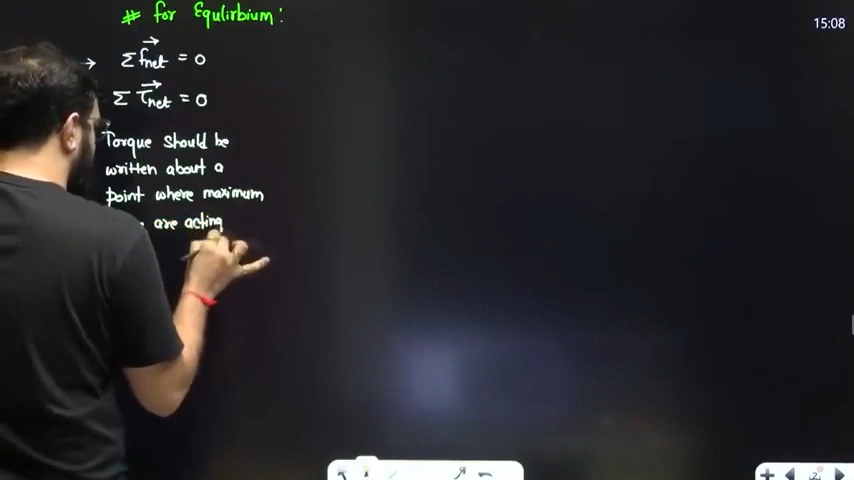 # for Equlirbium:
15:08
→ Σ f⃗net = 0
Σ τ⃗net = 0
Torque should be
written about a
point where maximum
are acting